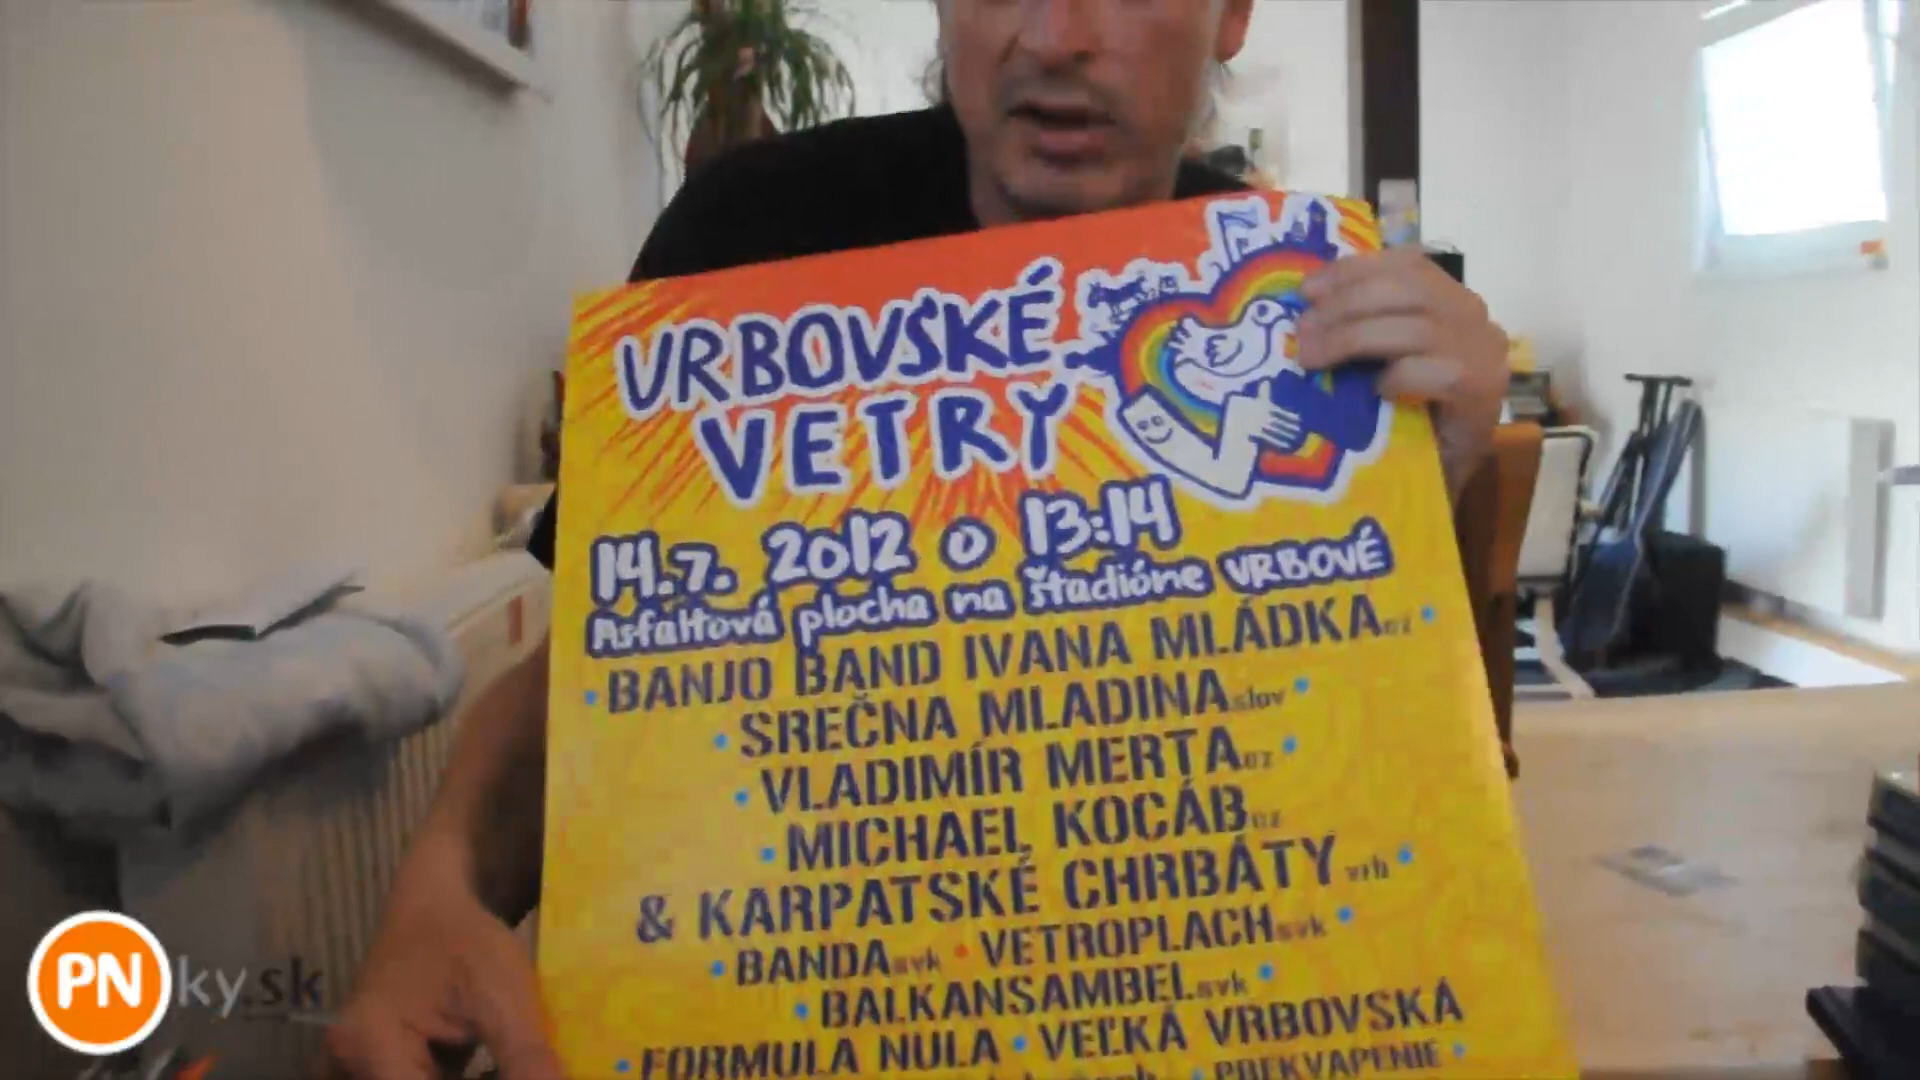 VRBOVSKÉ
VETRY
14.7. 2012 o 13:14
Asfaltová plocha na štadióne VRBOVÉ
• BANJO BAND IVANA MLÁDKA cz •
• SREČNA MLADINA slov •
• VLADIMÍR MERTA cz •
• MICHAEL KOCÁB cz
& KARPATSKÉ CHRBÁTY vrb •
• BANDA svk • VETROPLACH svk •
• BALKANSAMBEL svk •
• FORMULA NULA • VEĽKÁ VRBOVSKÁ
• PREKVAPENIE •
PNky.sk